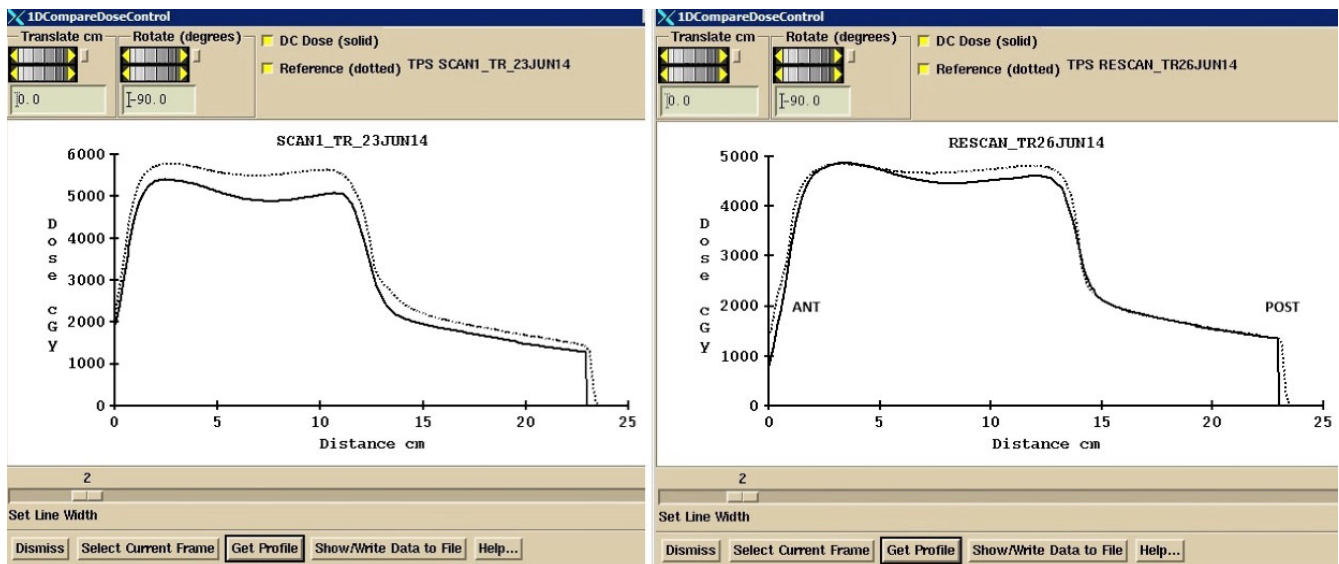 1DCompareDoseControl
Translate cm
Rotate (degrees)
DC Dose (solid)
Reference (dotted) TPS SCAN1_TR_23JUN14
0.0
-90.0
SCAN1_TR_23JUN14
6000
5000
4000
3000
2000
1000
0
Dose cGy
0 5 10 15 20 25
Distance cm
2
Set Line Width
Dismiss Select Current Frame Get Profile Show/Write Data to File Help...
1DCompareDoseControl
Translate cm
Rotate (degrees)
DC Dose (solid)
Reference (dotted) TPS RESCAN_TR26JUN14
0.0
-90.0
RESCAN_TR26JUN14
5000
4000
3000
2000
1000
0
Dose cGy
ANT
POST
0 5 10 15 20 25
Distance cm
2
Set Line Width
Dismiss Select Current Frame Get Profile Show/Write Data to File Help...